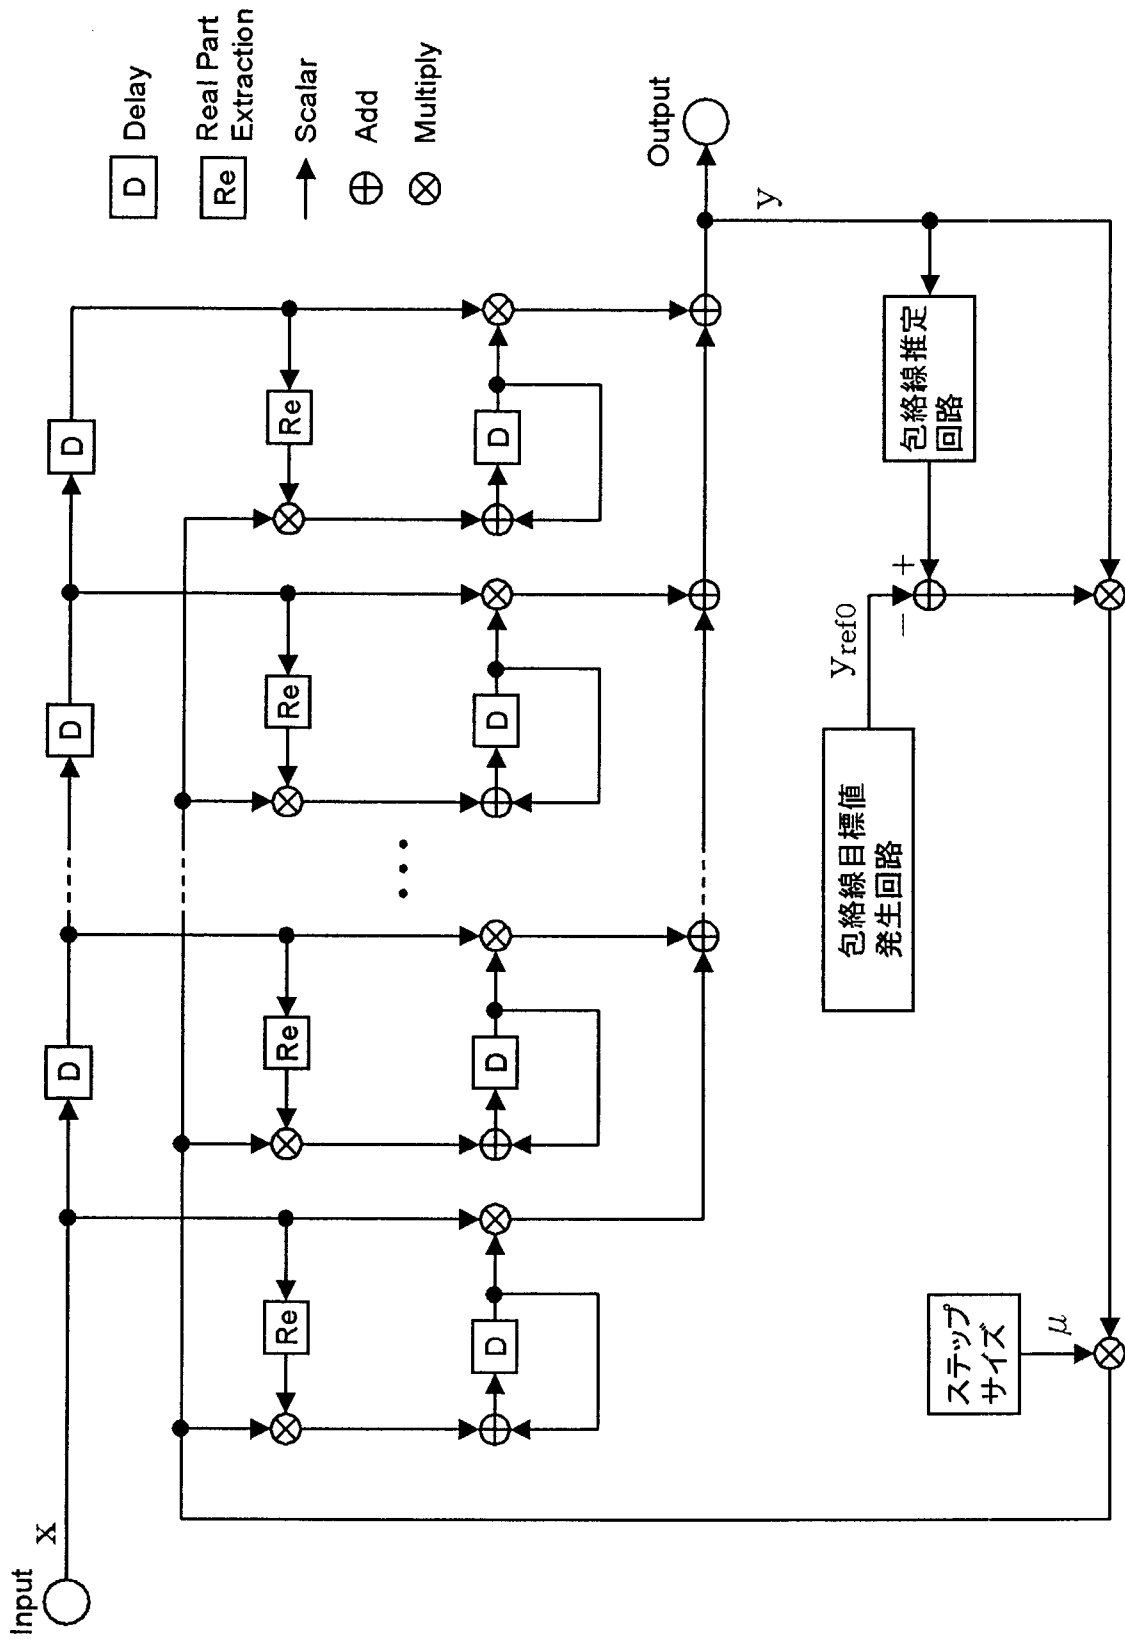 Input
x
D
D
D
D
Delay
Re
Real Part
Extraction
Scalar
Add
Multiply
Re
Re
Re
Re
D
D
D
D
Output
y
包絡線推定
回路
+
−
yref0
包絡線目標値
発生回路
ステップ
サイズ
μ